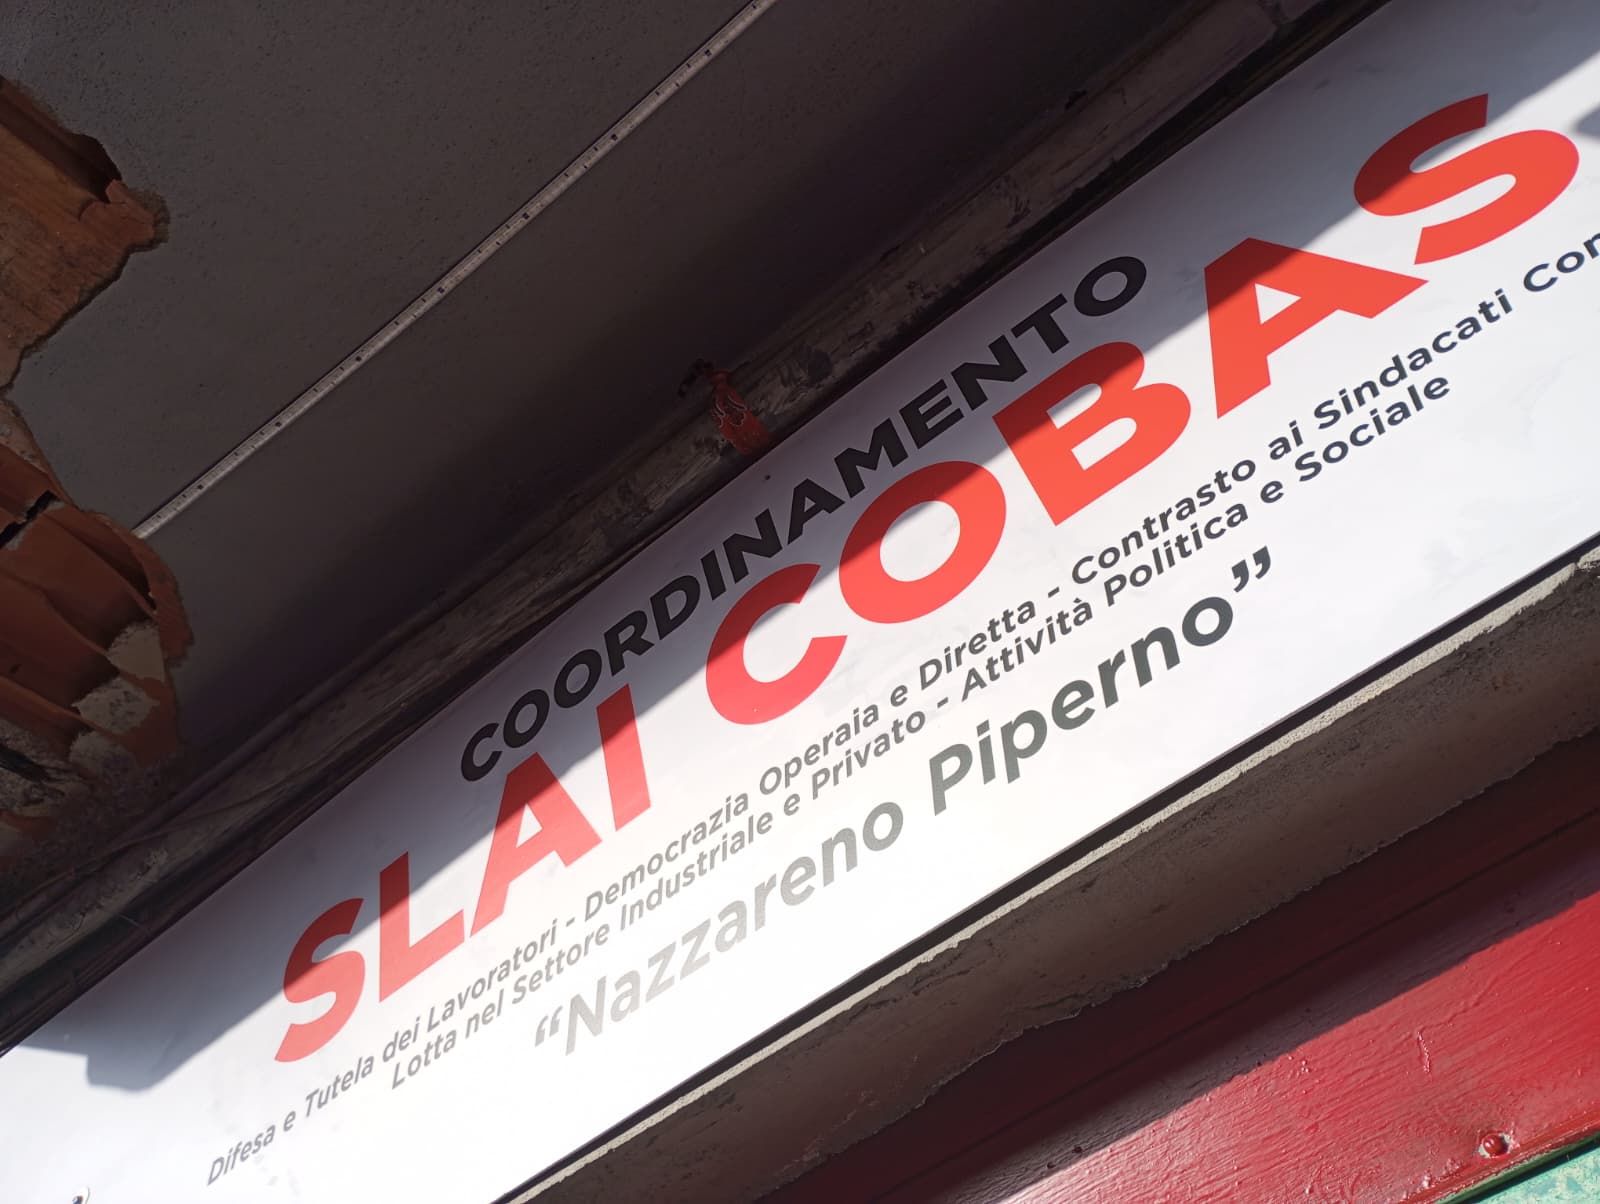 COORDINAMENTO
SLAI COBAS
Difesa e Tutela dei Lavoratori - Democrazia Operaia e Diretta - Contrasto ai Sindacati
Lotta nel Settore Industriale e Privato - Attività Politica e Sociale
“Nazzareno Piperno”